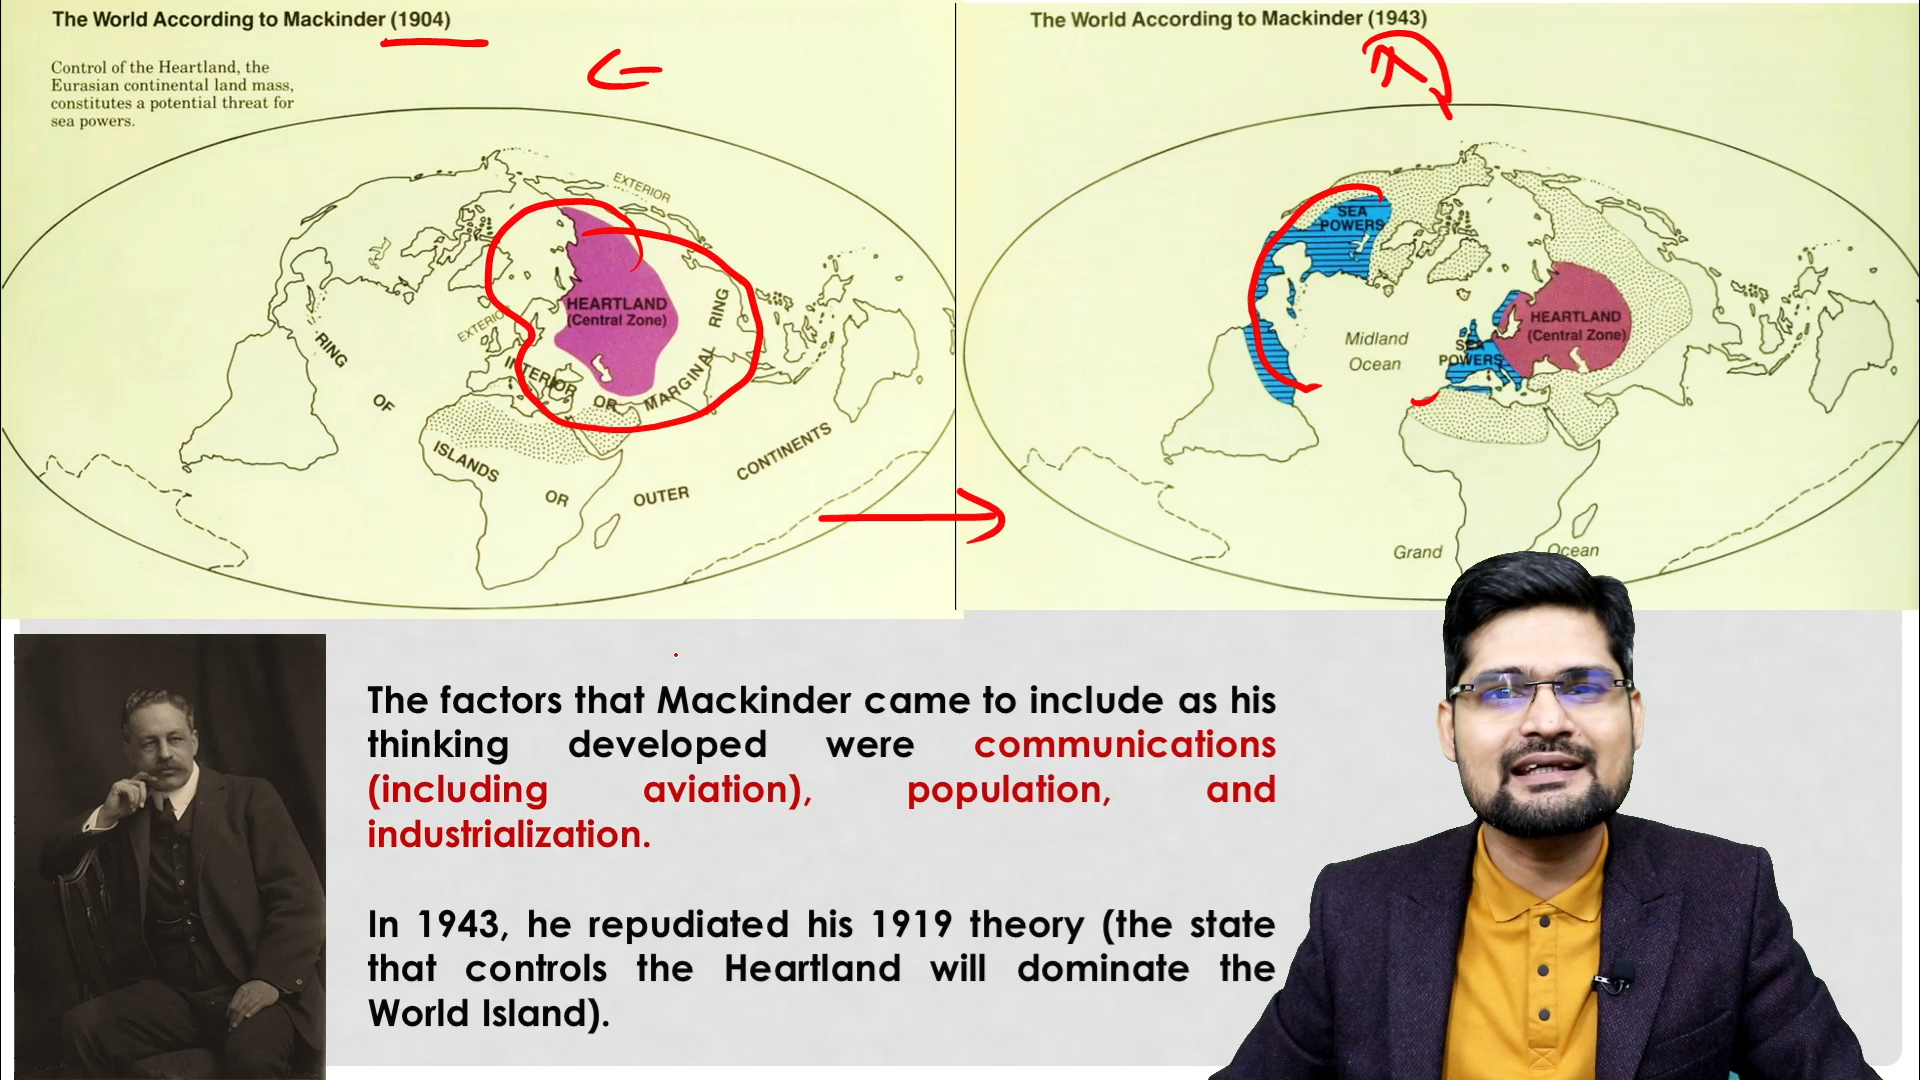 The World According to Mackinder (1904)
Control of the Heartland, the
Eurasian continental land mass,
constitutes a potential threat for
sea powers.
EXTERIOR
HEARTLAND
(Central Zone)
EXTERIOR
INTERIOR OR MARGINAL RING
RING OF ISLANDS OR OUTER CONTINENTS
The World According to Mackinder (1943)
SEA
POWERS
HEARTLAND
(Central Zone)
SEA
POWERS
Midland
Ocean
Grand Ocean
The factors that Mackinder came to include as his
thinking developed were communications
(including aviation), population, and
industrialization.
In 1943, he repudiated his 1919 theory (the state
that controls the Heartland will dominate the
World Island).